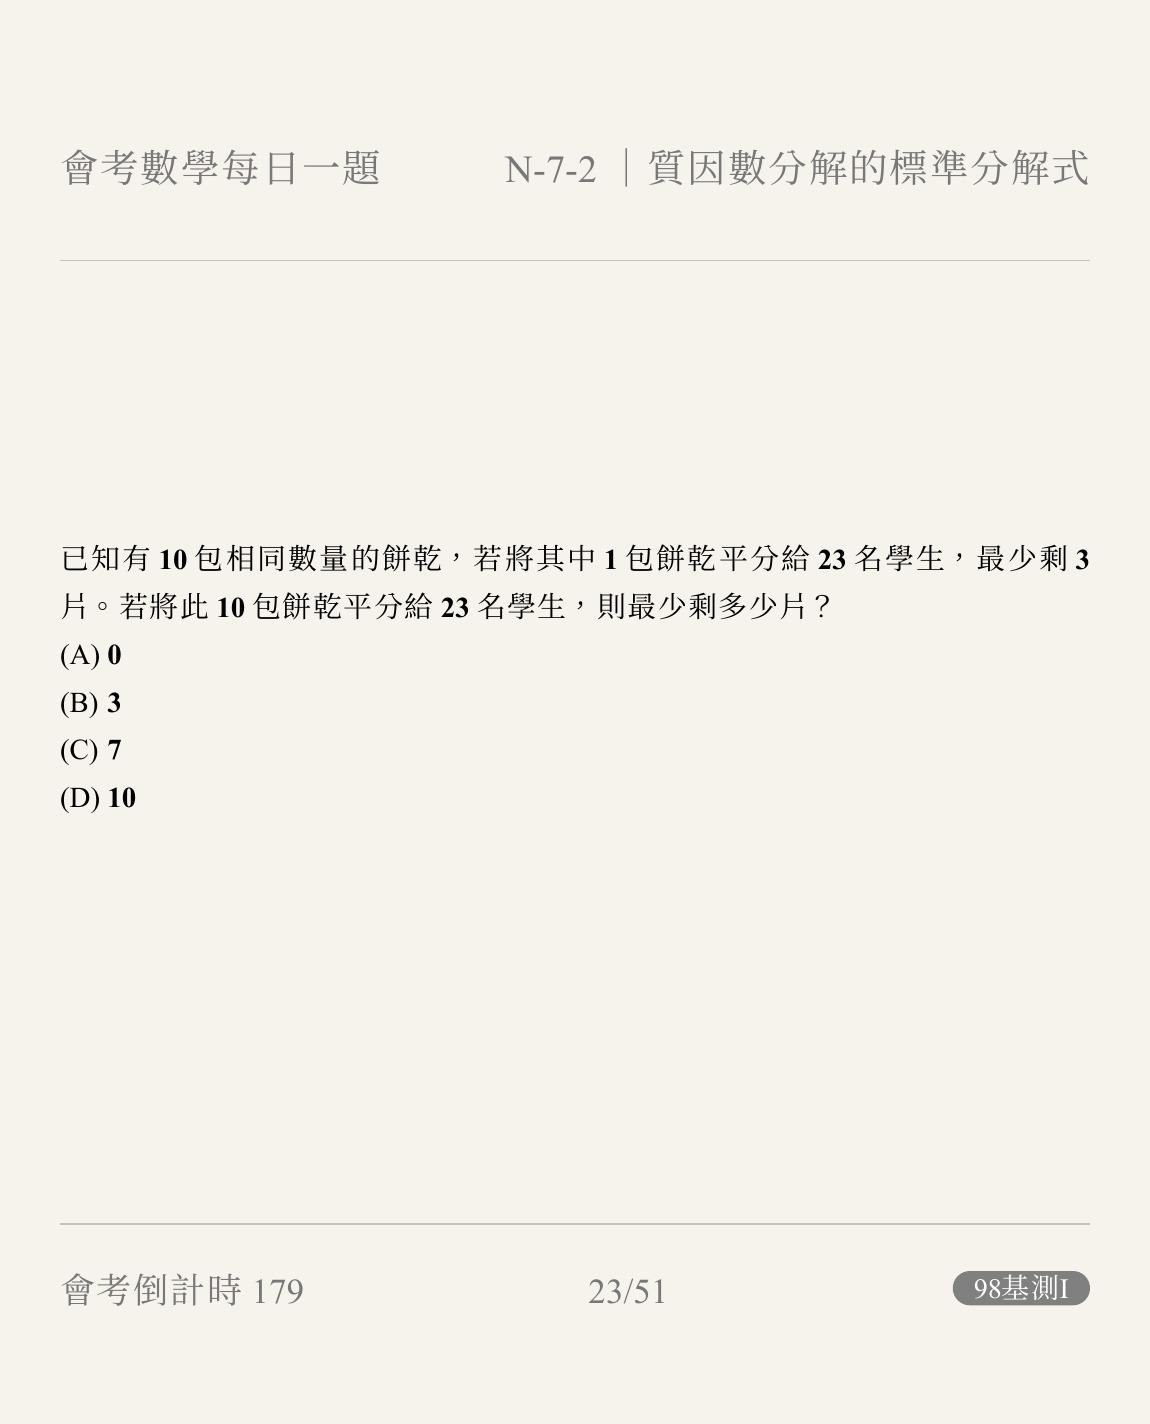 會考數學每日一題
N-7-2｜質因數分解的標準分解式
已知有 10 包相同數量的餅乾，若將其中 1 包餅乾平分給 23 名學生，最少剩 3
片。若將此 10 包餅乾平分給 23 名學生，則最少剩多少片？
(A) 0
(B) 3
(C) 7
(D) 10
會考倒計時 179
23/51
98基測I